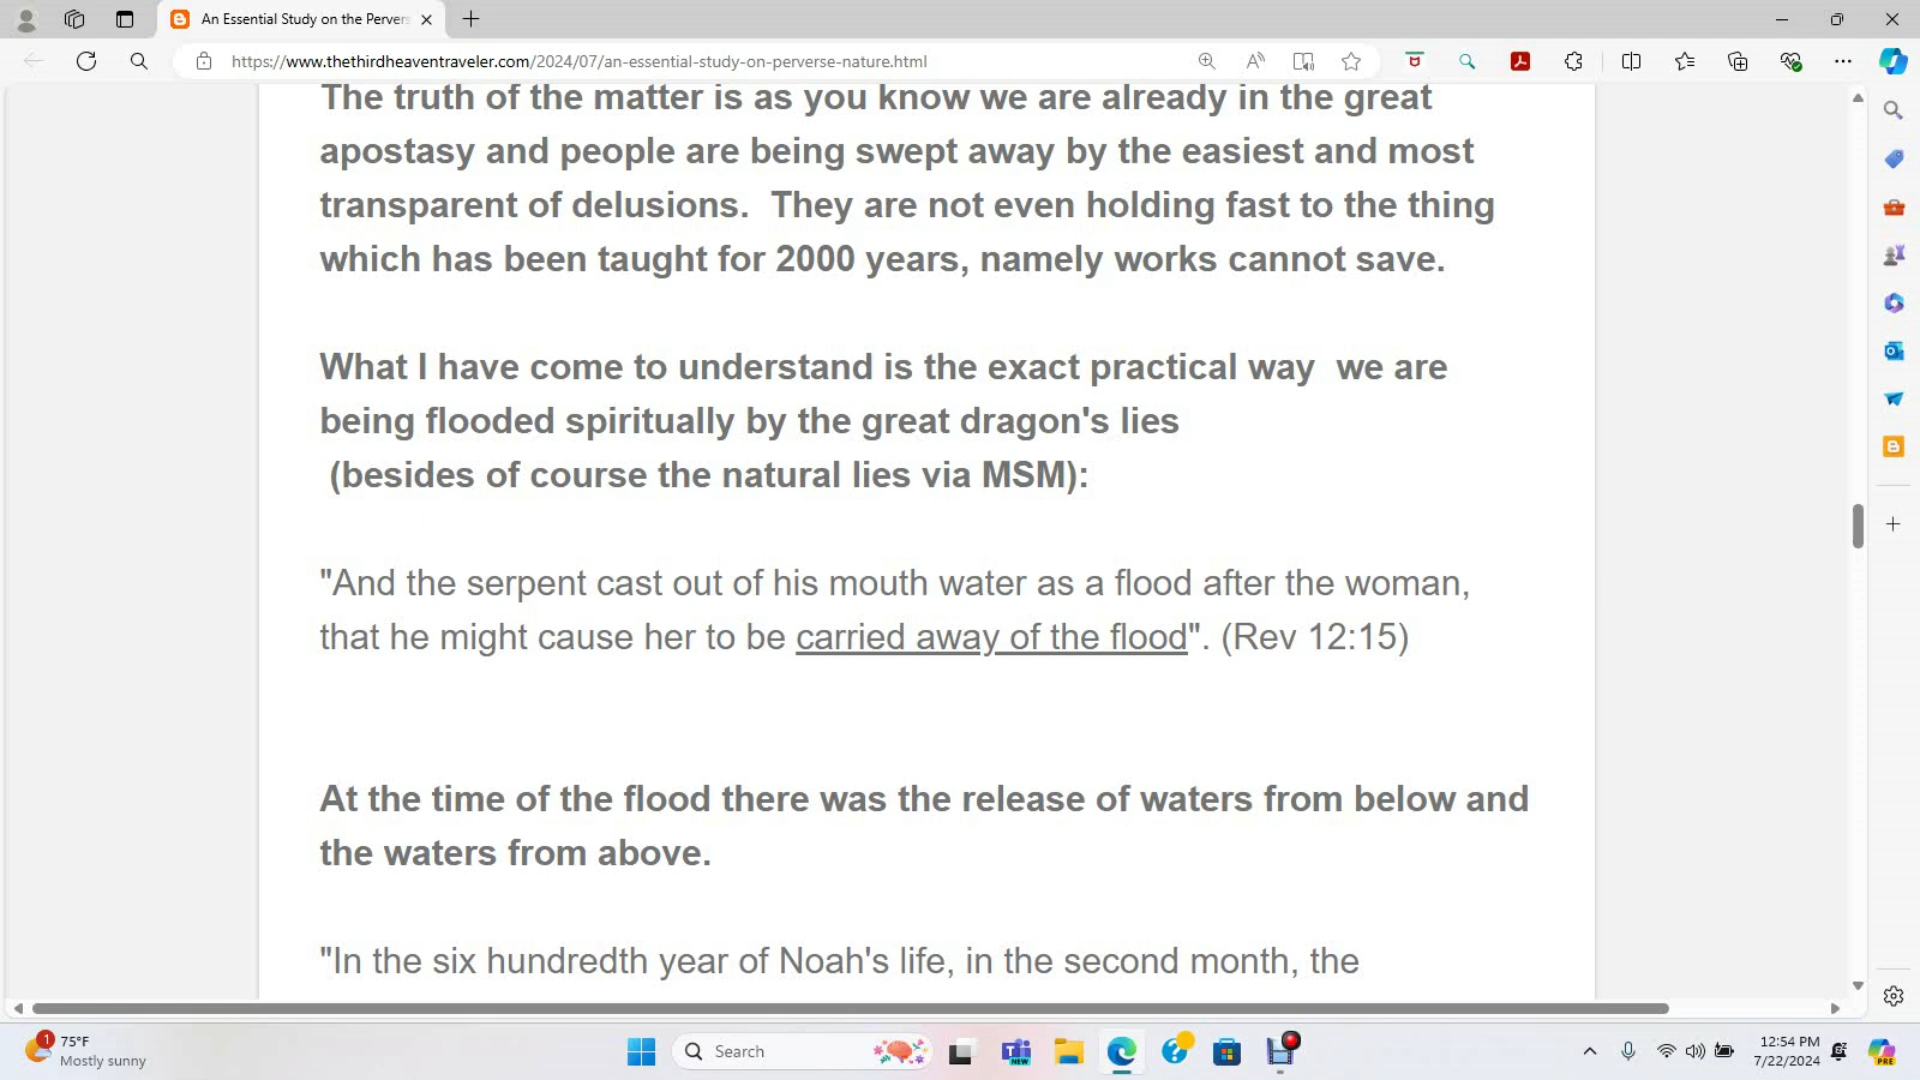 An Essential Study on the Pervers
https://www.thethirdheaventraveler.com/2024/07/an-essential-study-on-perverse-nature.html
The truth of the matter is as you know we are already in the great
apostasy and people are being swept away by the easiest and most
transparent of delusions.  They are not even holding fast to the thing
which has been taught for 2000 years, namely works cannot save.
What I have come to understand is the exact practical way  we are
being flooded spiritually by the great dragon's lies
(besides of course the natural lies via MSM):
"And the serpent cast out of his mouth water as a flood after the woman,
that he might cause her to be carried away of the flood". (Rev 12:15)
At the time of the flood there was the release of waters from below and
the waters from above.
"In the six hundredth year of Noah's life, in the second month, the
1
75°F
Mostly sunny
Search
NEW
12:54 PM
7/22/2024
PRE